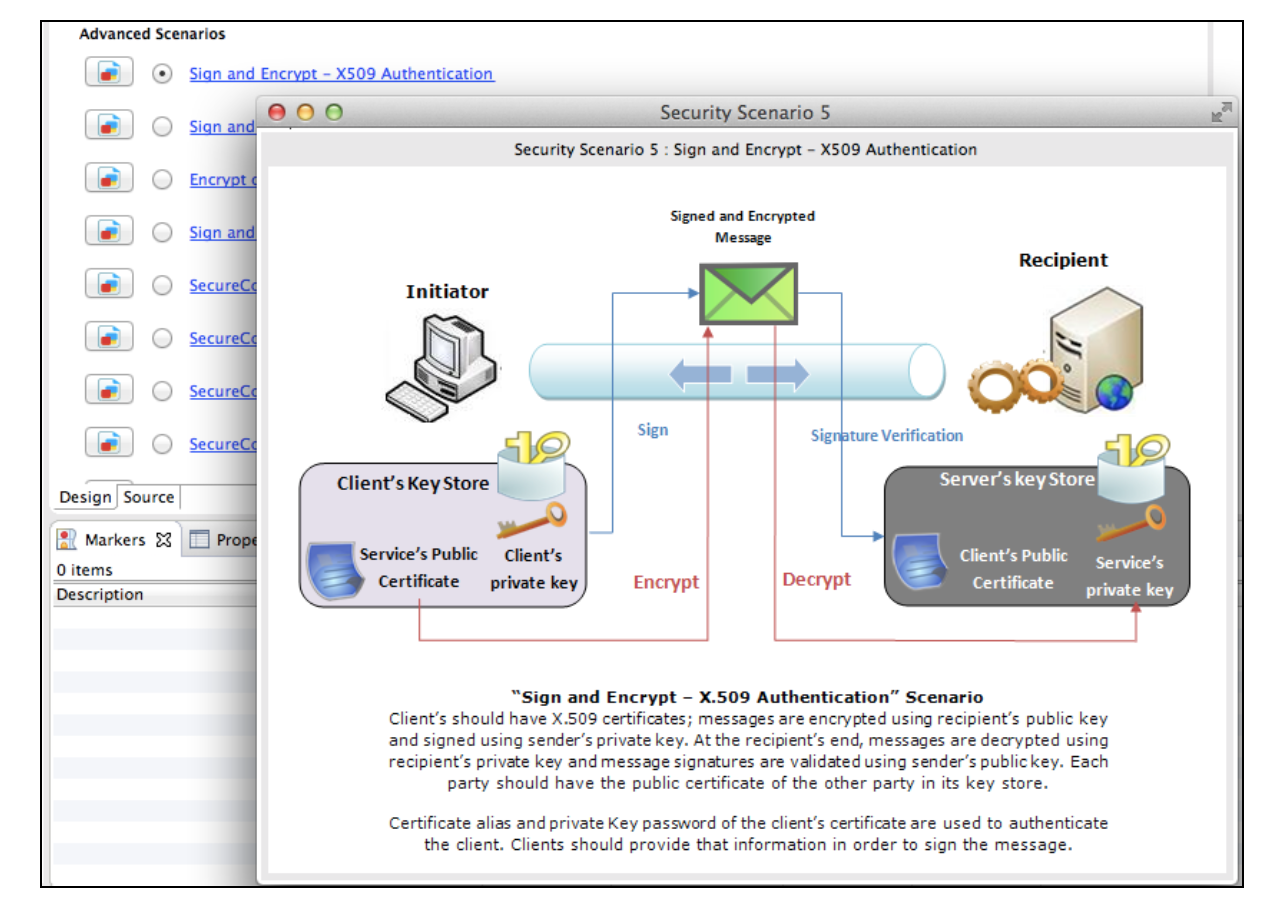 Advanced Scenarios
Sign and Encrypt – X509 Authentication
Security Scenario 5
Sign and
Security Scenario 5 : Sign and Encrypt – X509 Authentication
Encrypt
Sign and
SecureCo
SecureCo
SecureCo
SecureCo
Signed and Encrypted
Message
Initiator
Recipient
Sign
Signature Verification
Client's Key Store
Service's Public
Certificate
Client's
private key
Server's key Store
Client's Public
Certificate
Service's
private key
Encrypt
Decrypt
Design
Source
Markers
Prope
0 items
Description
“Sign and Encrypt – X.509 Authentication” Scenario
Client's should have X.509 certificates; messages are encrypted using recipient's public key
and signed using sender's private key. At the recipient's end, messages are decrypted using
recipient's private key and message signatures are validated using sender's public key. Each
party should have the public certificate of the other party in its key store.
Certificate alias and private Key password of the client's certificate are used to authenticate
the client. Clients should provide that information in order to sign the message.